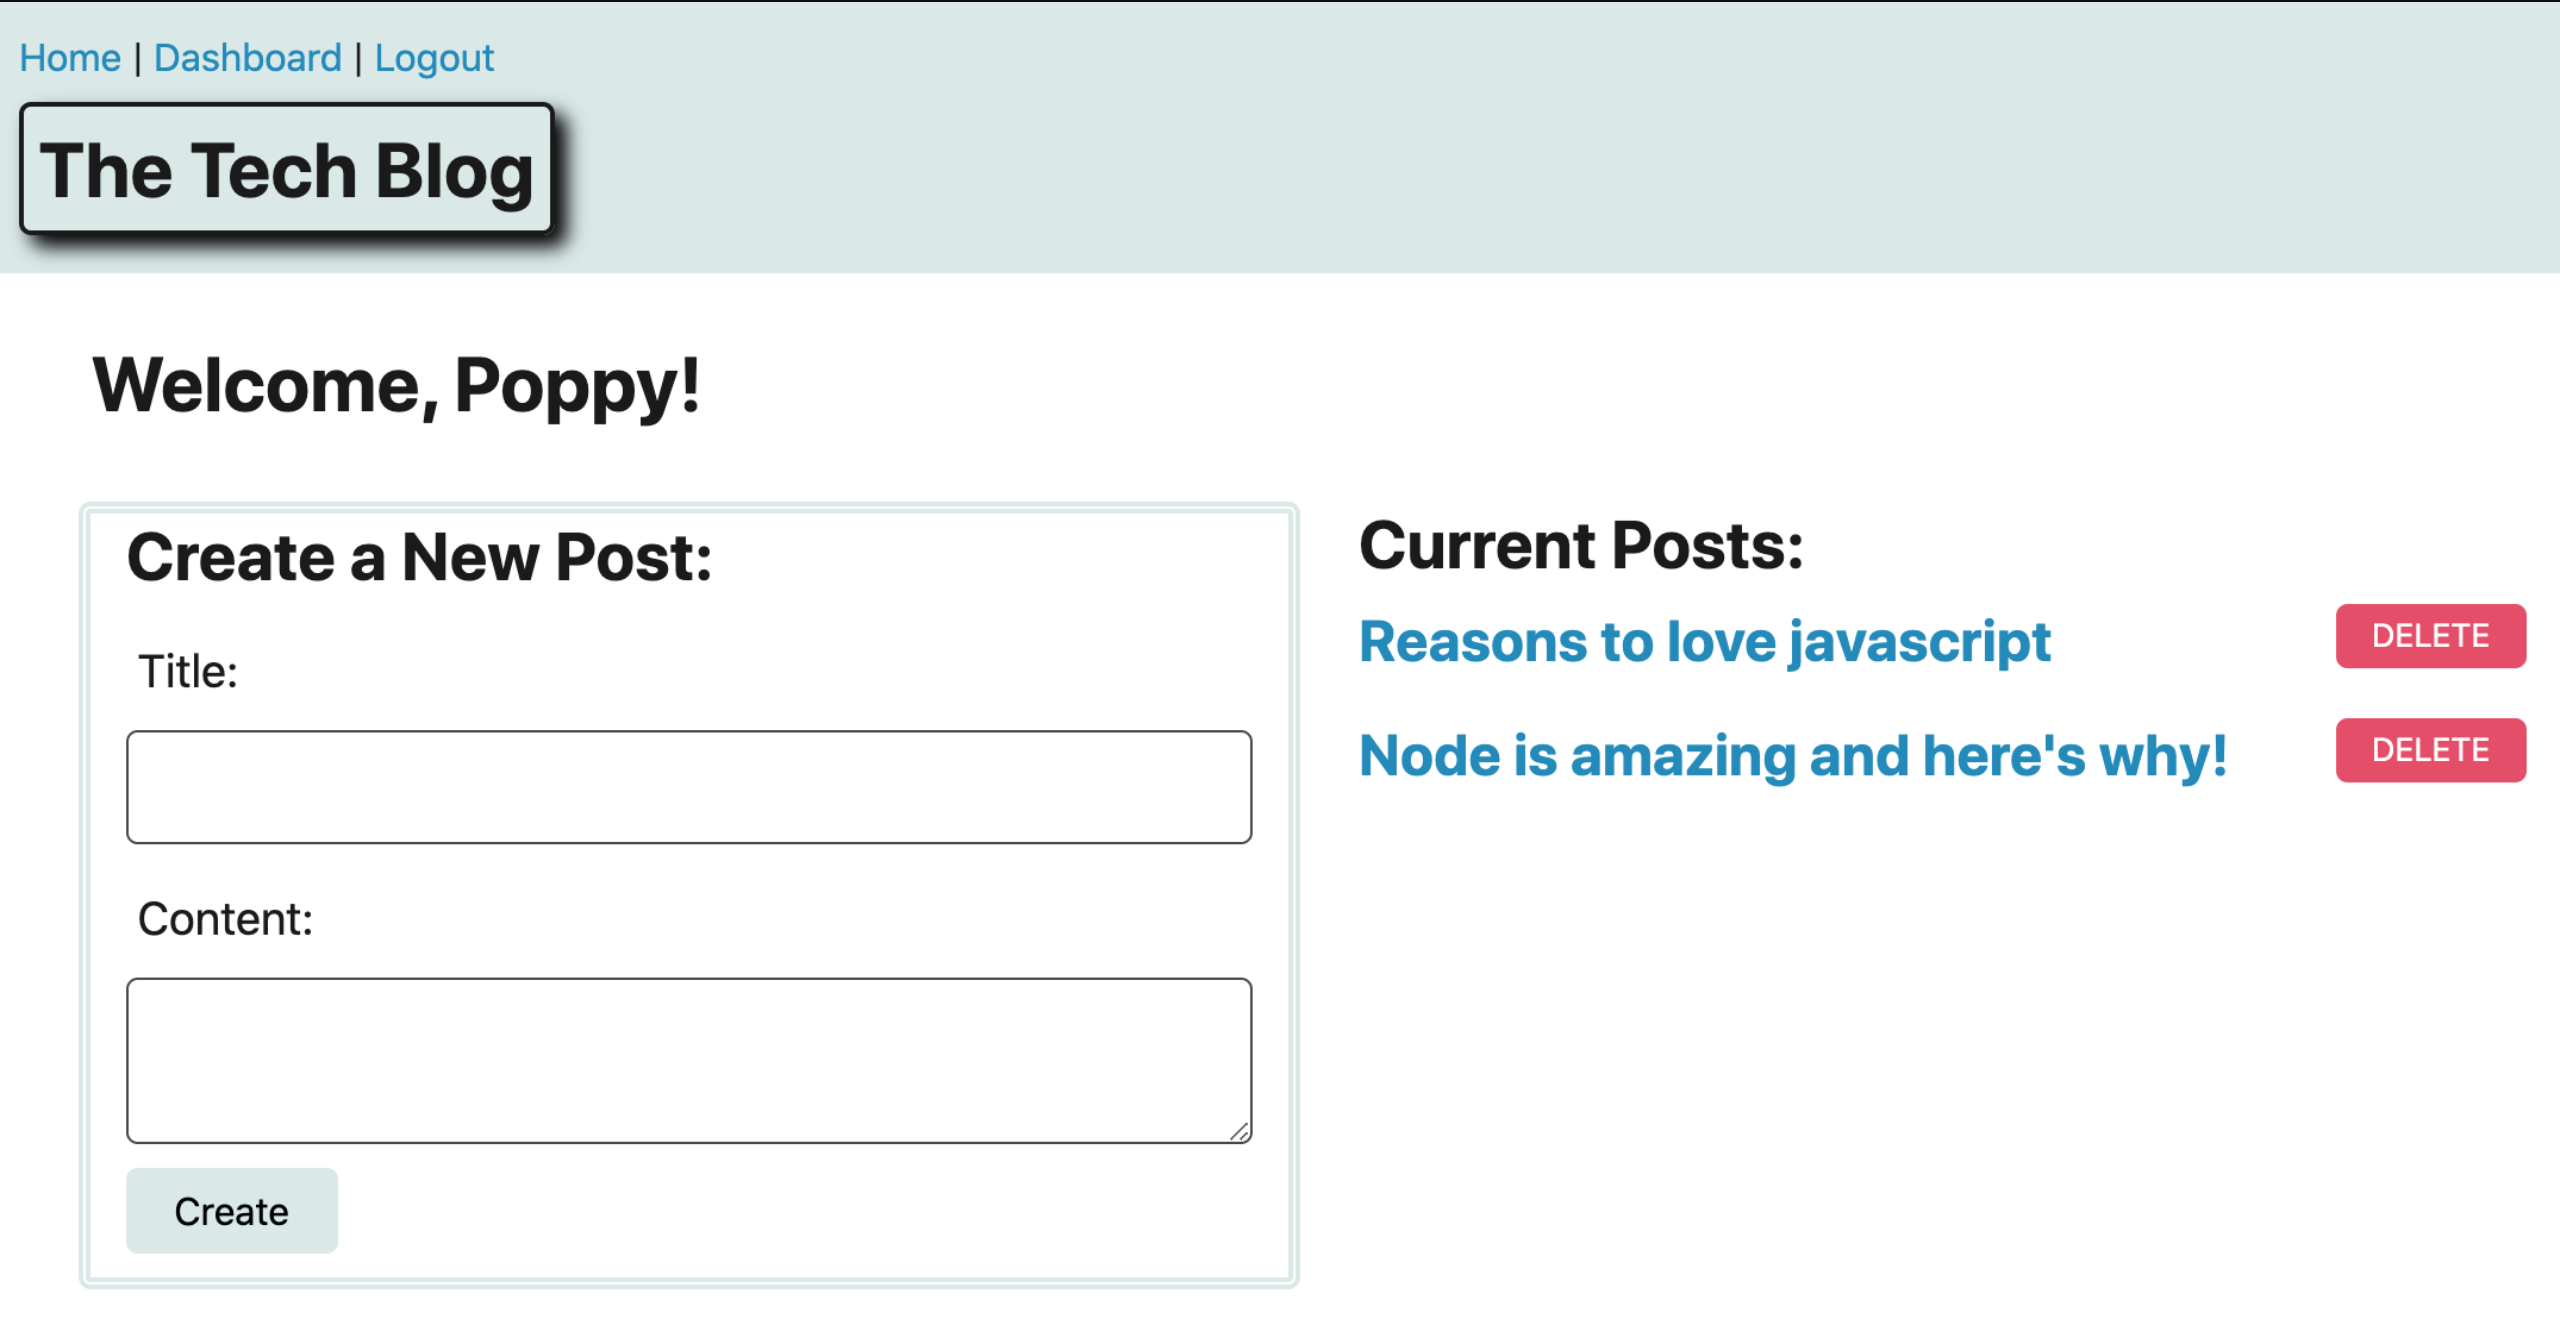 Home | Dashboard | Logout
The Tech Blog
Welcome, Poppy!
Create a New Post:
Title:
Content:
Create
Current Posts:
Reasons to love javascript
DELETE
Node is amazing and here's why!
DELETE